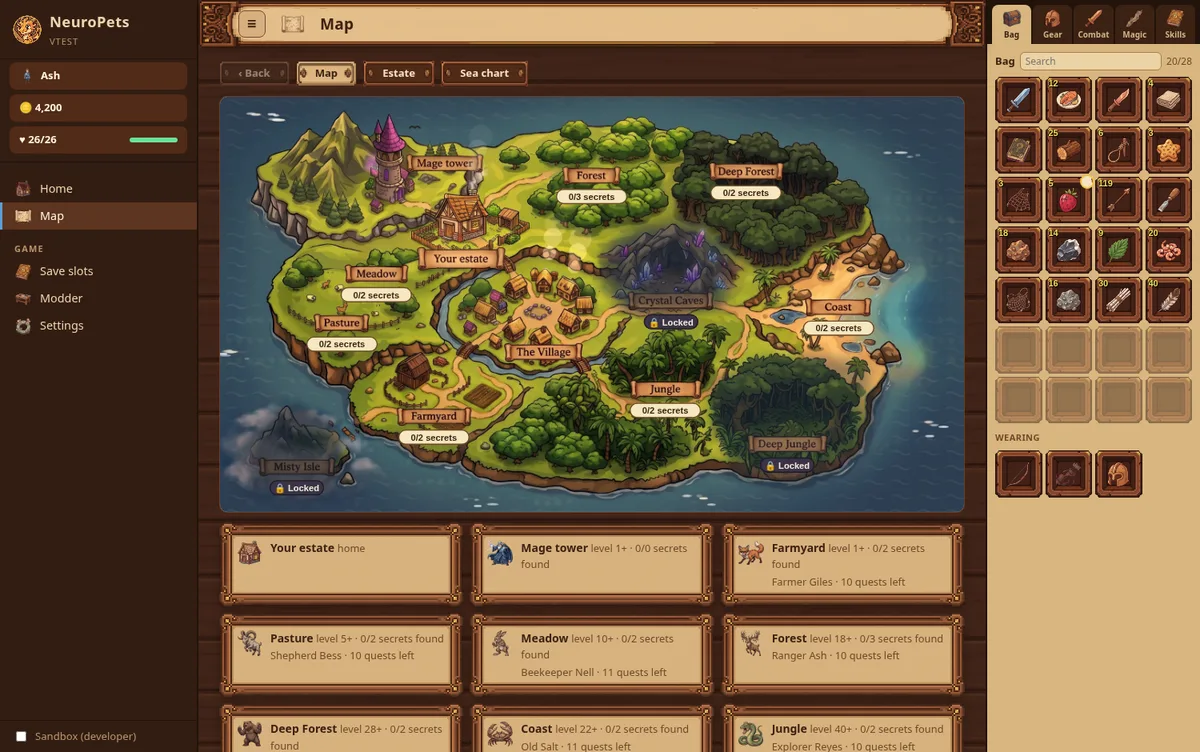 NeuroPets
VTEST
Ash
4,200
♥ 26/26
Home
Map
GAME
Save slots
Modder
Settings
Sandbox (developer)
Map
‹ Back
Map
Estate
Sea chart
Mage tower
Forest
0/3 secrets
Deep Forest
0/2 secrets
Your estate
Meadow
0/2 secrets
Crystal Caves
Locked
Coast
0/2 secrets
Pasture
0/2 secrets
The Village
Jungle
0/2 secrets
Farmyard
0/2 secrets
Deep Jungle
Locked
Misty Isle
Locked
Your estate home
Mage tower level 1+ · 0/0 secrets
found
Farmyard level 1+ · 0/2 secrets
found
Farmer Giles · 10 quests left
Pasture level 5+ · 0/2 secrets found
Shepherd Bess · 10 quests left
Meadow level 10+ · 0/2 secrets
found
Beekeeper Nell · 11 quests left
Forest level 18+ · 0/3 secrets found
Ranger Ash · 10 quests left
Deep Forest level 28+ · 0/2 secrets
found
Coast level 22+ · 0/2 secrets found
Old Salt · 11 quests left
Jungle level 40+ · 0/2 secrets found
Explorer Reyes · 10 quests left
Bag
Gear
Combat
Magic
Skills
Bag
Search
20/28
12
4
25
6
3
3
5
119
18
14
9
20
16
30
40
WEARING